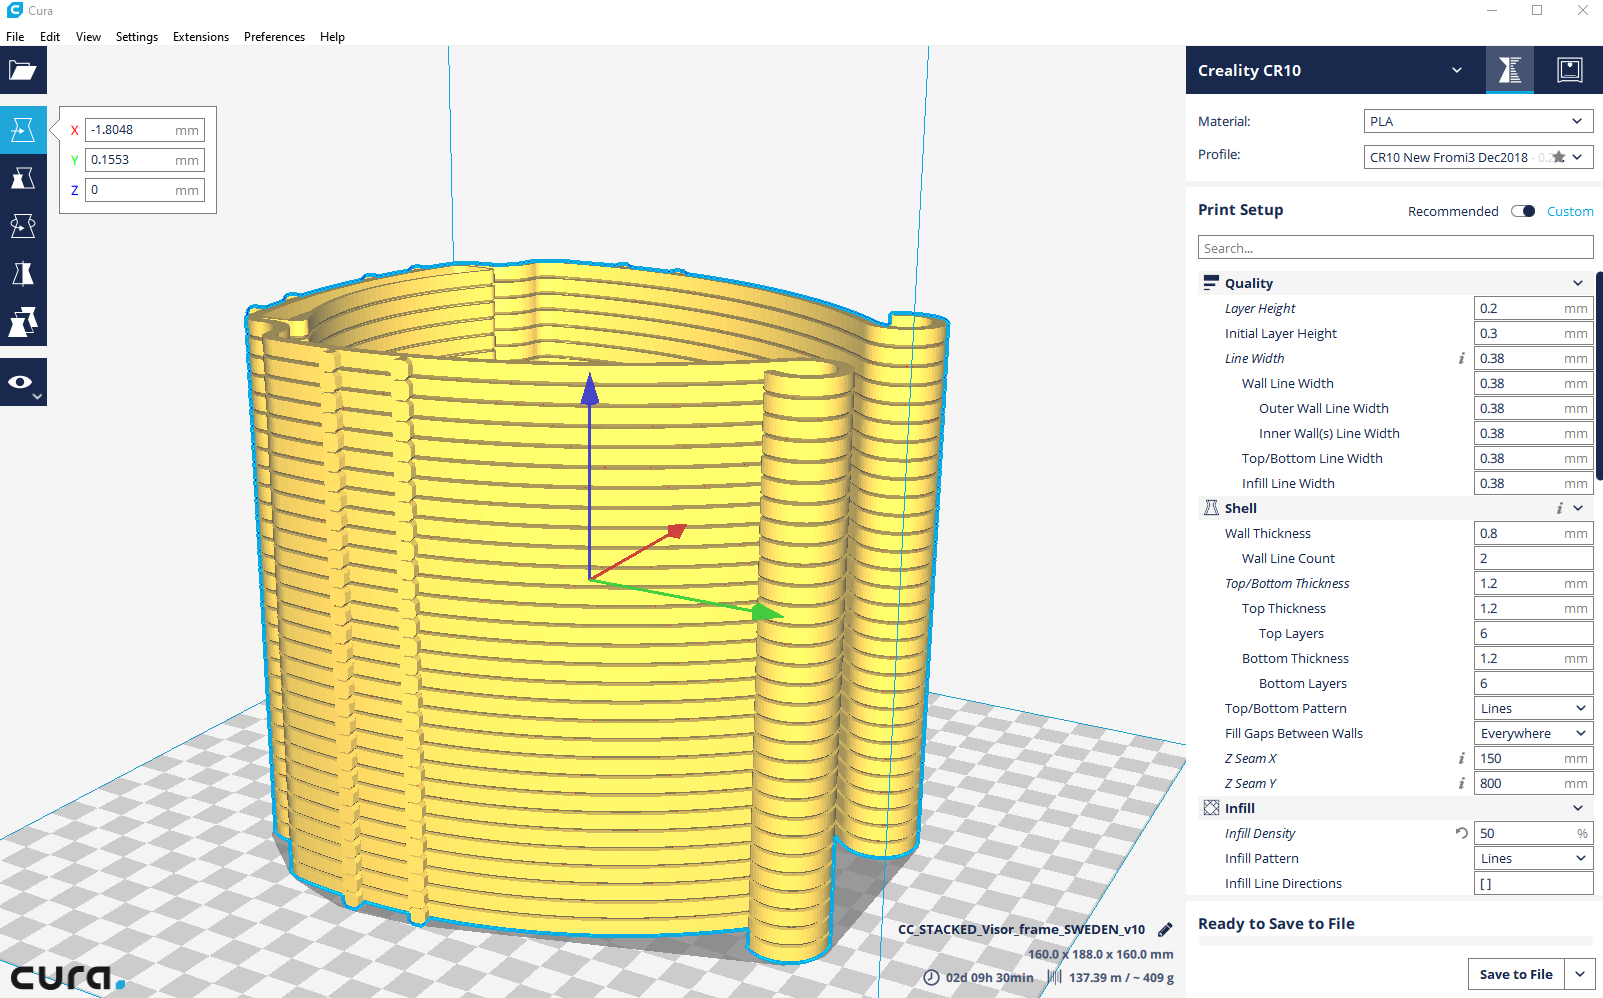 Cura
File Edit View Settings Extensions Preferences Help
X -1.8048 mm
Y 0.1553 mm
Z 0 mm
Creality CR10
Material: PLA
Profile: CR10 New Fromi3 Dec2018 - 0.2
Print Setup Recommended Custom
Search...
Quality
Layer Height 0.2 mm
Initial Layer Height 0.3 mm
Line Width i 0.38 mm
Wall Line Width 0.38 mm
Outer Wall Line Width 0.38 mm
Inner Wall(s) Line Width 0.38 mm
Top/Bottom Line Width 0.38 mm
Infill Line Width 0.38 mm
Shell i
Wall Thickness 0.8 mm
Wall Line Count 2
Top/Bottom Thickness 1.2 mm
Top Thickness 1.2 mm
Top Layers 6
Bottom Thickness 1.2 mm
Bottom Layers 6
Top/Bottom Pattern Lines
Fill Gaps Between Walls Everywhere
Z Seam X i 150 mm
Z Seam Y i 800 mm
Infill
Infill Density 50 %
Infill Pattern Lines
Infill Line Directions [ ]
CC_STACKED_Visor_frame_SWEDEN_v10
160.0 x 188.0 x 160.0 mm
02d 09h 30min 137.39 m / ~ 409 g
Ready to Save to File
Save to File
cura.